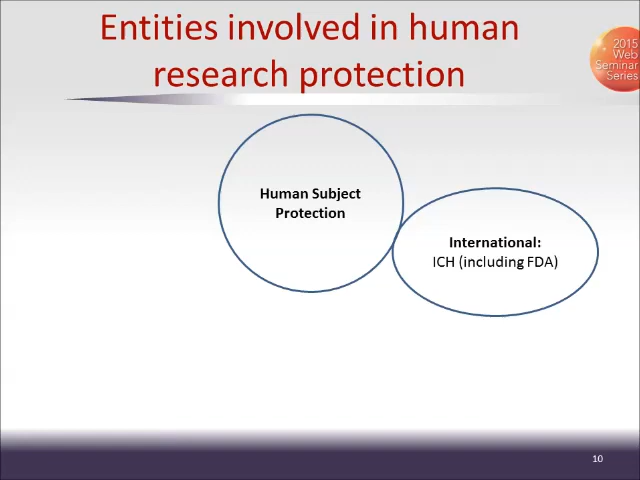 Entities involved in human
research protection
2015
Web
Seminar
Series
Human Subject
Protection
International:
ICH (including FDA)
10